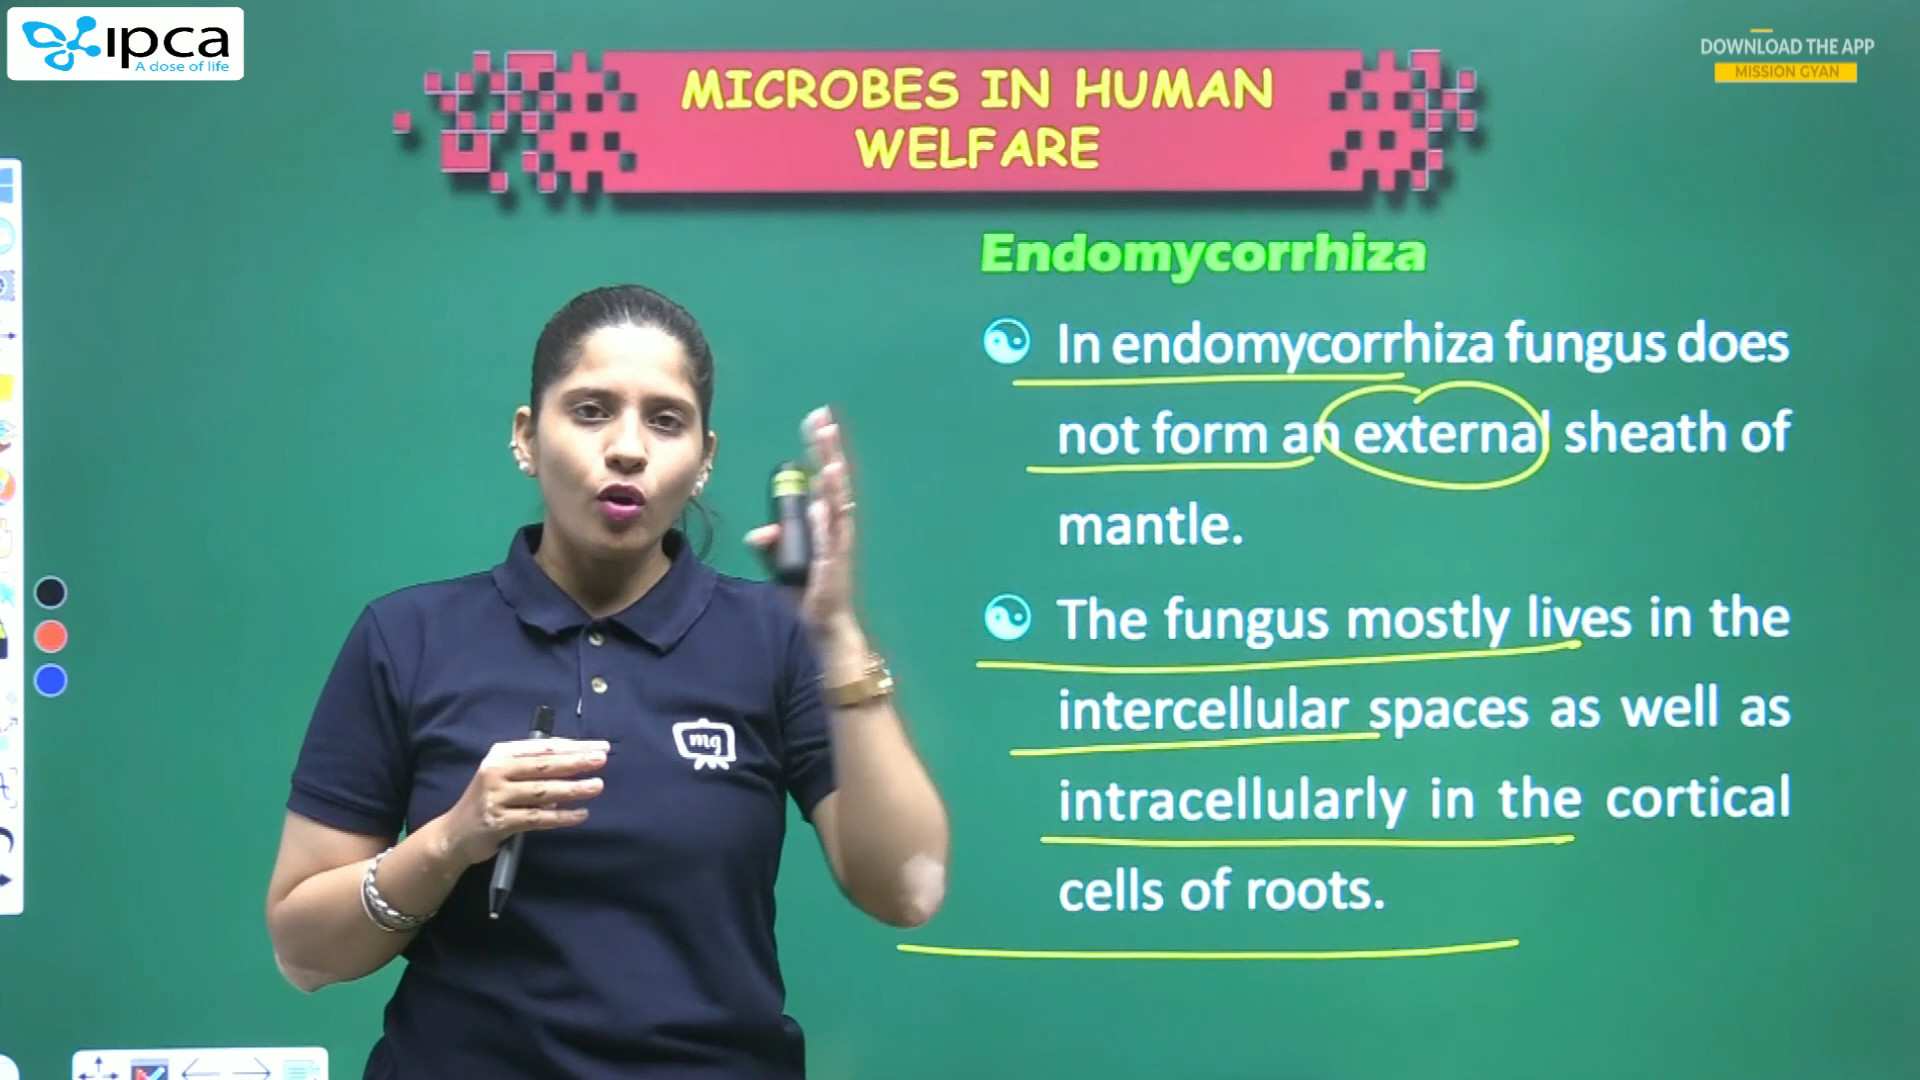 ipca
A dose of life
DOWNLOAD THE APP
MISSION GYAN
MICROBES IN HUMAN
WELFARE
Endomycorrhiza
In endomycorrhiza fungus does
not form an external sheath of
mantle.
The fungus mostly lives in the
intercellular spaces as well as
intracellularly in the cortical
cells of roots.
mg